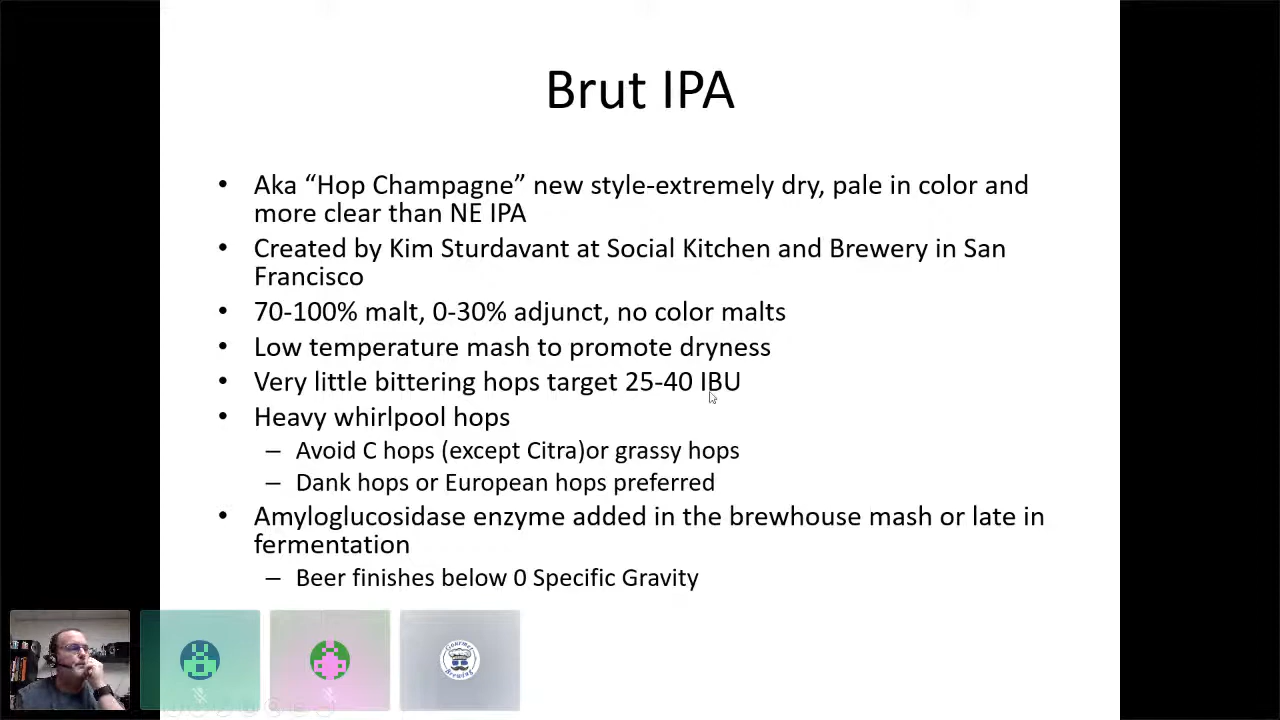 Brut IPA
• Aka “Hop Champagne” new style-extremely dry, pale in color and
more clear than NE IPA
• Created by Kim Sturdavant at Social Kitchen and Brewery in San
Francisco
• 70-100% malt, 0-30% adjunct, no color malts
• Low temperature mash to promote dryness
• Very little bittering hops target 25-40 IBU
• Heavy whirlpool hops
– Avoid C hops (except Citra)or grassy hops
– Dank hops or European hops preferred
• Amyloglucosidase enzyme added in the brewhouse mash or late in
fermentation
– Beer finishes below 0 Specific Gravity
Brewing